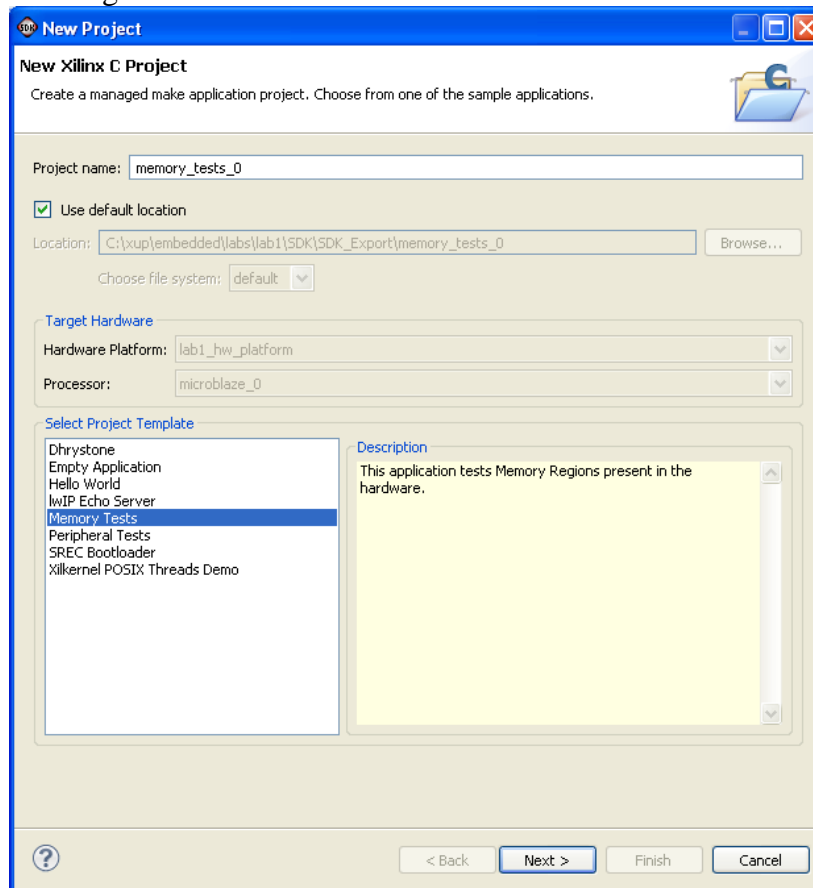 SDK New Project
New Xilinx C Project
Create a managed make application project. Choose from one of the sample applications.
Project name: memory_tests_0
Use default location
Location: C:\xup\embedded\labs\lab1\SDK\SDK_Export\memory_tests_0 Browse...
Choose file system: default
Target Hardware
Hardware Platform: lab1_hw_platform
Processor: microblaze_0
Select Project Template
Dhrystone
Empty Application
Hello World
lwIP Echo Server
Memory Tests
Peripheral Tests
SREC Bootloader
Xilkernel POSIX Threads Demo
Description
This application tests Memory Regions present in the
hardware.
? < Back Next > Finish Cancel